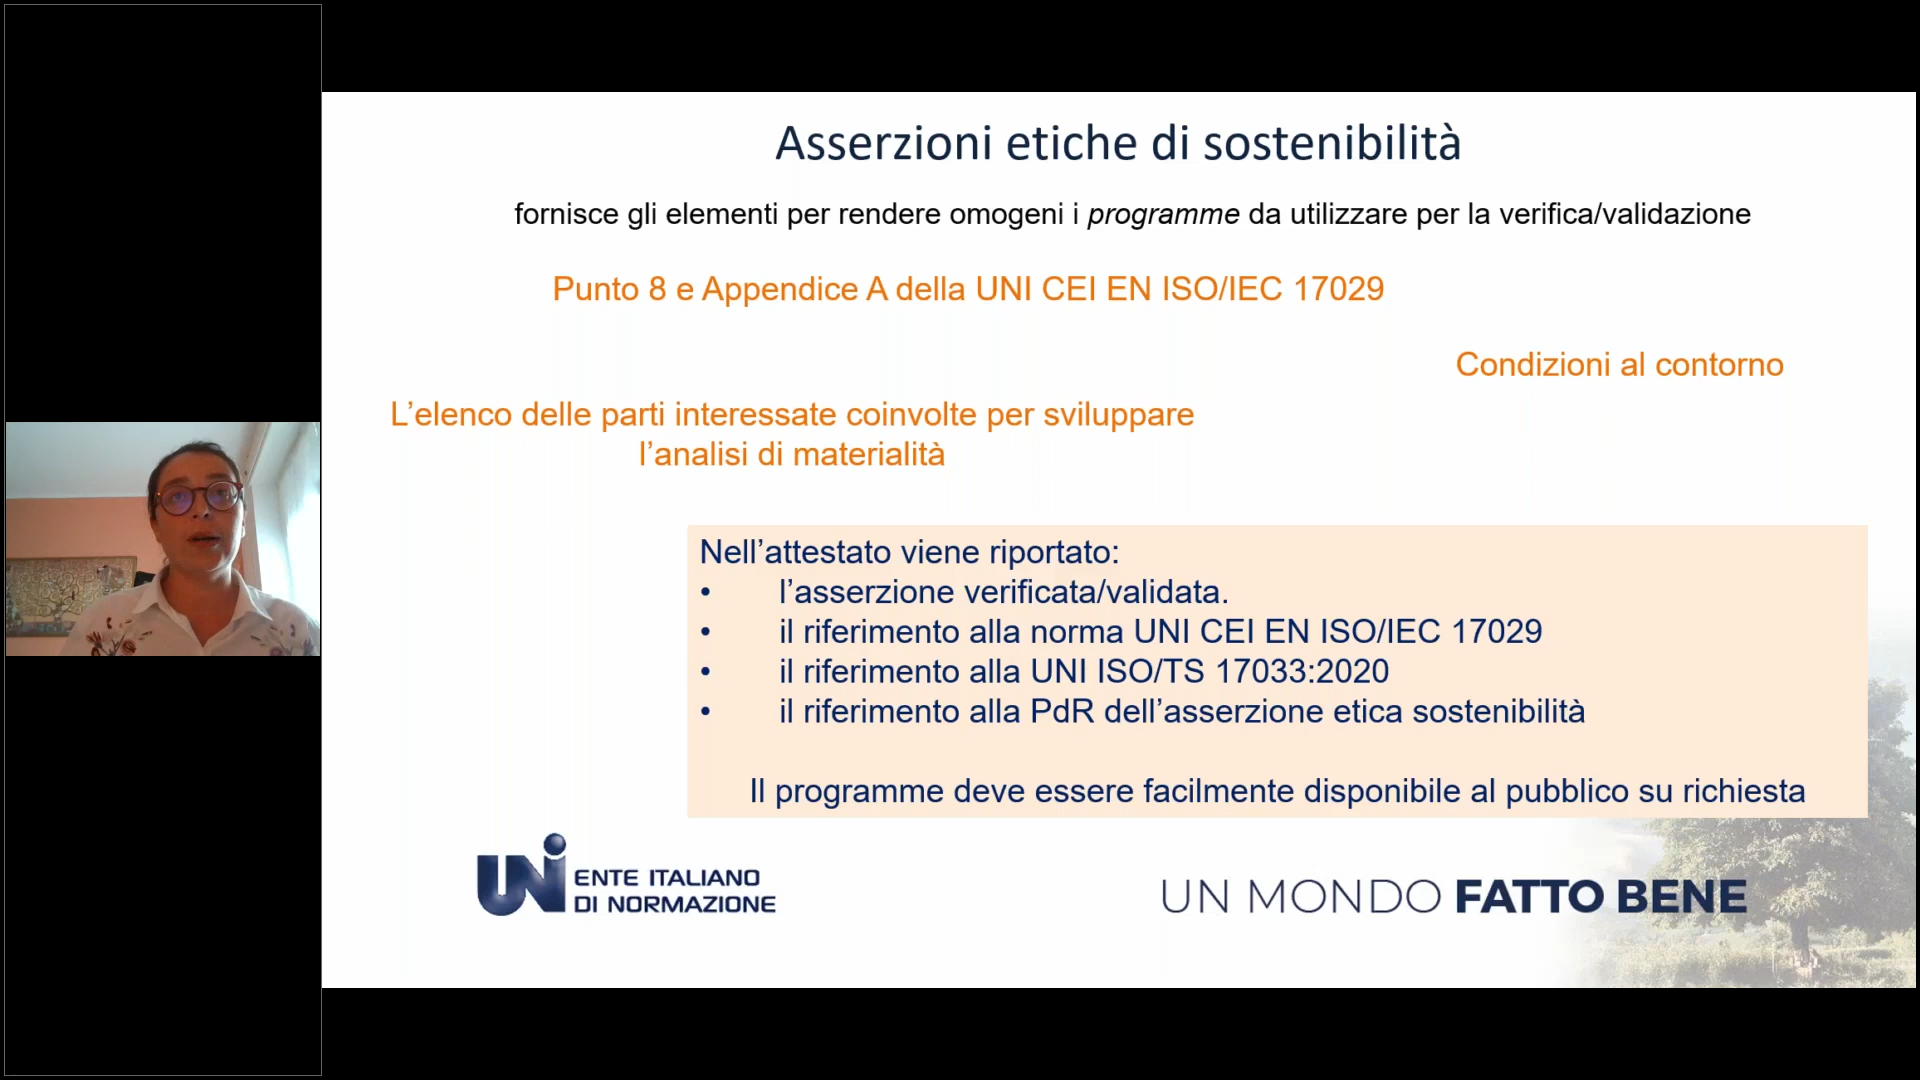 Asserzioni etiche di sostenibilità
fornisce gli elementi per rendere omogeni i programme da utilizzare per la verifica/validazione
Punto 8 e Appendice A della UNI CEI EN ISO/IEC 17029
Condizioni al contorno
L’elenco delle parti interessate coinvolte per sviluppare
l’analisi di materialità
Nell’attestato viene riportato:
• l’asserzione verificata/validata.
• il riferimento alla norma UNI CEI EN ISO/IEC 17029
• il riferimento alla UNI ISO/TS 17033:2020
• il riferimento alla PdR dell’asserzione etica sostenibilità
Il programme deve essere facilmente disponibile al pubblico su richiesta
UNI ENTE ITALIANO
DI NORMAZIONE
UN MONDO FATTO BENE